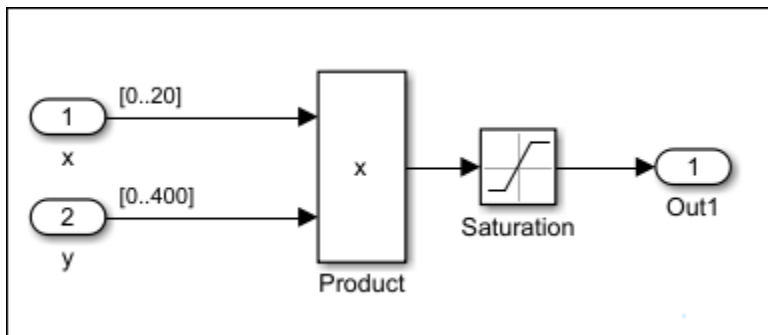 [0..20]
1
x
[0..400]
2
y
x
Product
Saturation
1
Out1